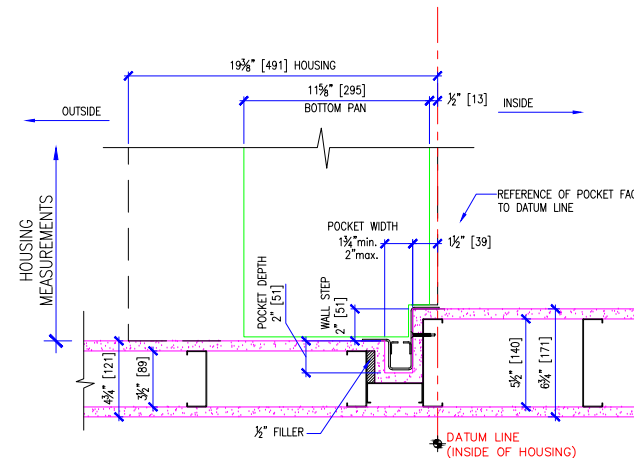 19⅜" [491] HOUSING
11⅝" [295]
BOTTOM PAN
½" [13]
OUTSIDE
INSIDE
HOUSING
MEASUREMENTS
REFERENCE OF POCKET FAC
TO DATUM LINE
POCKET WIDTH
1¾"min.
2"max.
1½" [39]
POCKET DEPTH
2" [51]
WALL STEP
2" [51]
4¾" [121]
3½" [89]
5½" [140]
6¾" [171]
½" FILLER
DATUM LINE
(INSIDE OF HOUSING)